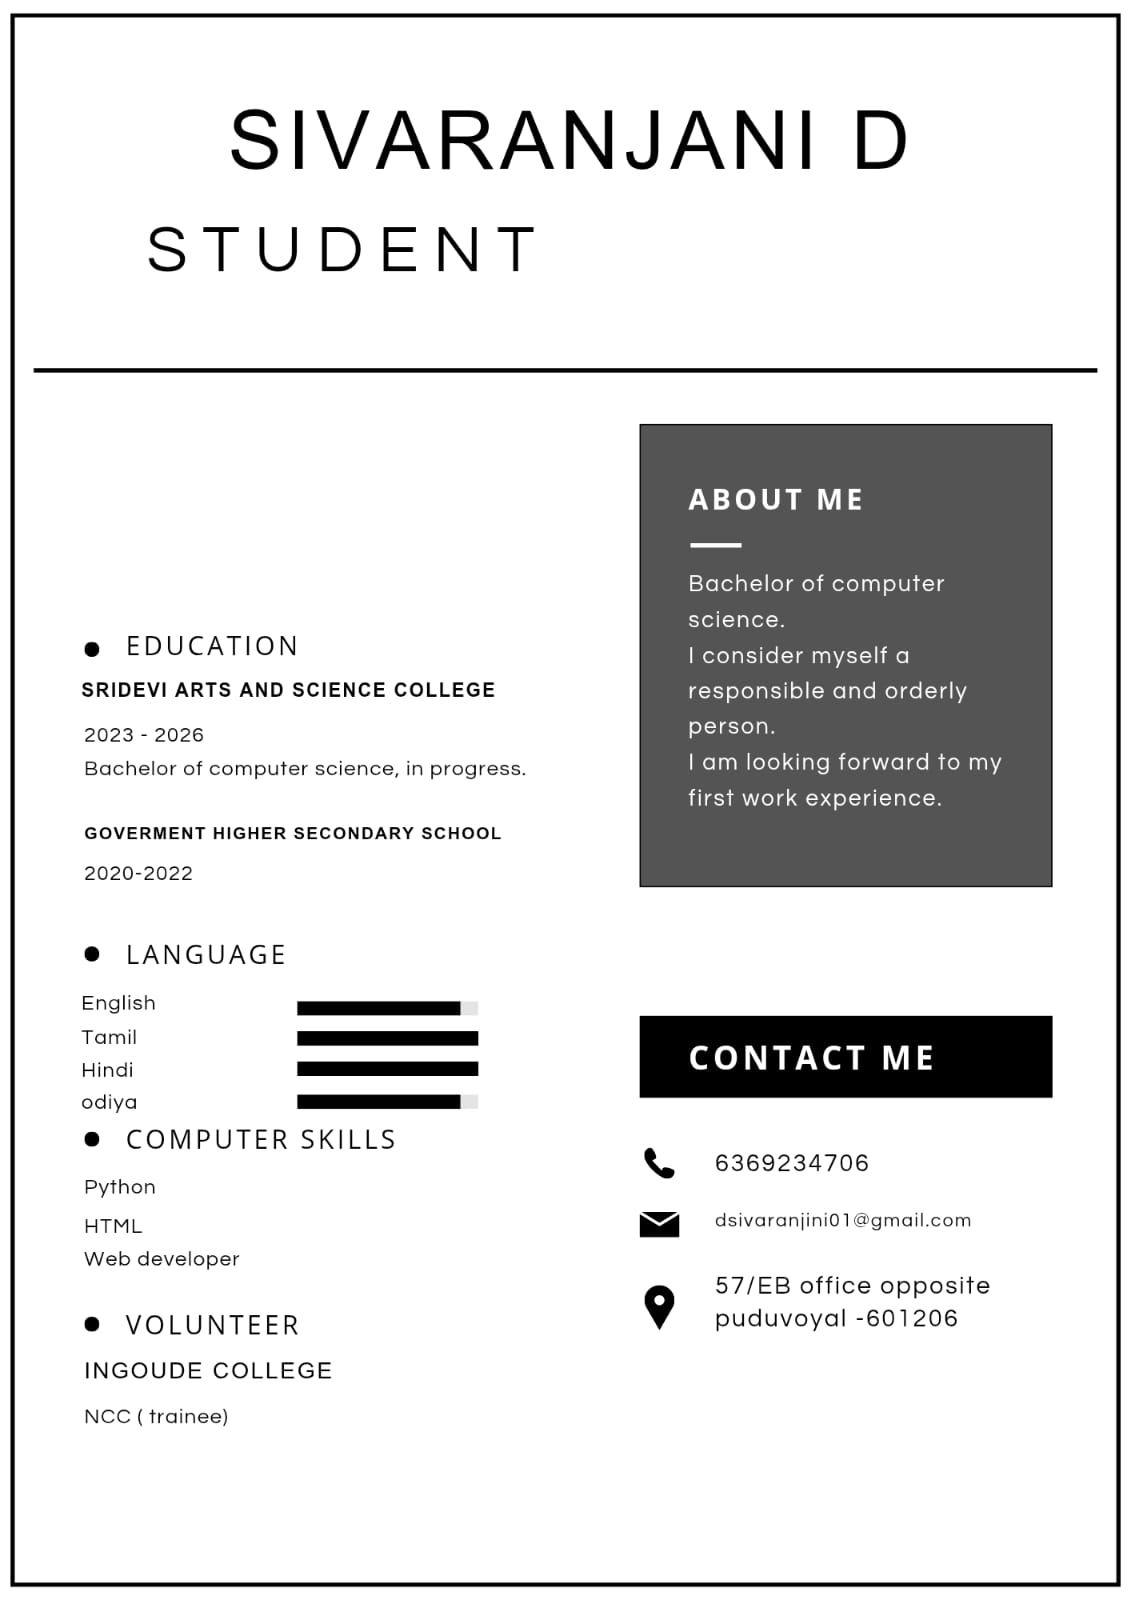 SIVARANJANI D
STUDENT
EDUCATION
SRIDEVI ARTS AND SCIENCE COLLEGE
2023 - 2026
Bachelor of computer science, in progress.
GOVERMENT HIGHER SECONDARY SCHOOL
2020-2022
LANGUAGE
English
Tamil
Hindi
odiya
COMPUTER SKILLS
Python
HTML
Web developer
VOLUNTEER
INGOUDE COLLEGE
NCC ( trainee)
ABOUT ME
Bachelor of computer
science.
I consider myself a
responsible and orderly
person.
I am looking forward to my
first work experience.
CONTACT ME
6369234706
dsivaranjini01@gmail.com
57/EB office opposite
puduvoyal -601206